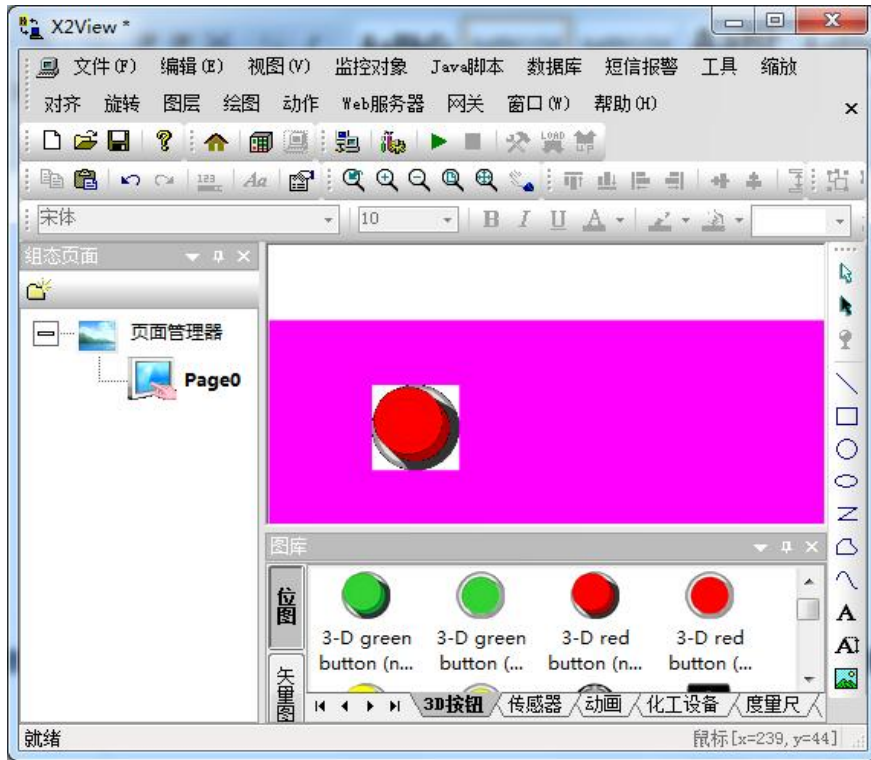 X2View *
文件(F) 编辑(E) 视图(V) 监控对象 Java脚本 数据库 短信报警 工具 缩放
对齐 旋转 图层 绘图 动作 Web服务器 网关 窗口(W) 帮助(H)
宋体 10 B I U A
组态页面
页面管理器
Page0
图库
位图
矢量图
3-D green button (n...
3-D green button (...
3-D red button (n...
3-D red button (...
3D按钮 传感器 动画 化工设备 度量尺
就绪
鼠标[x=239, y=44]